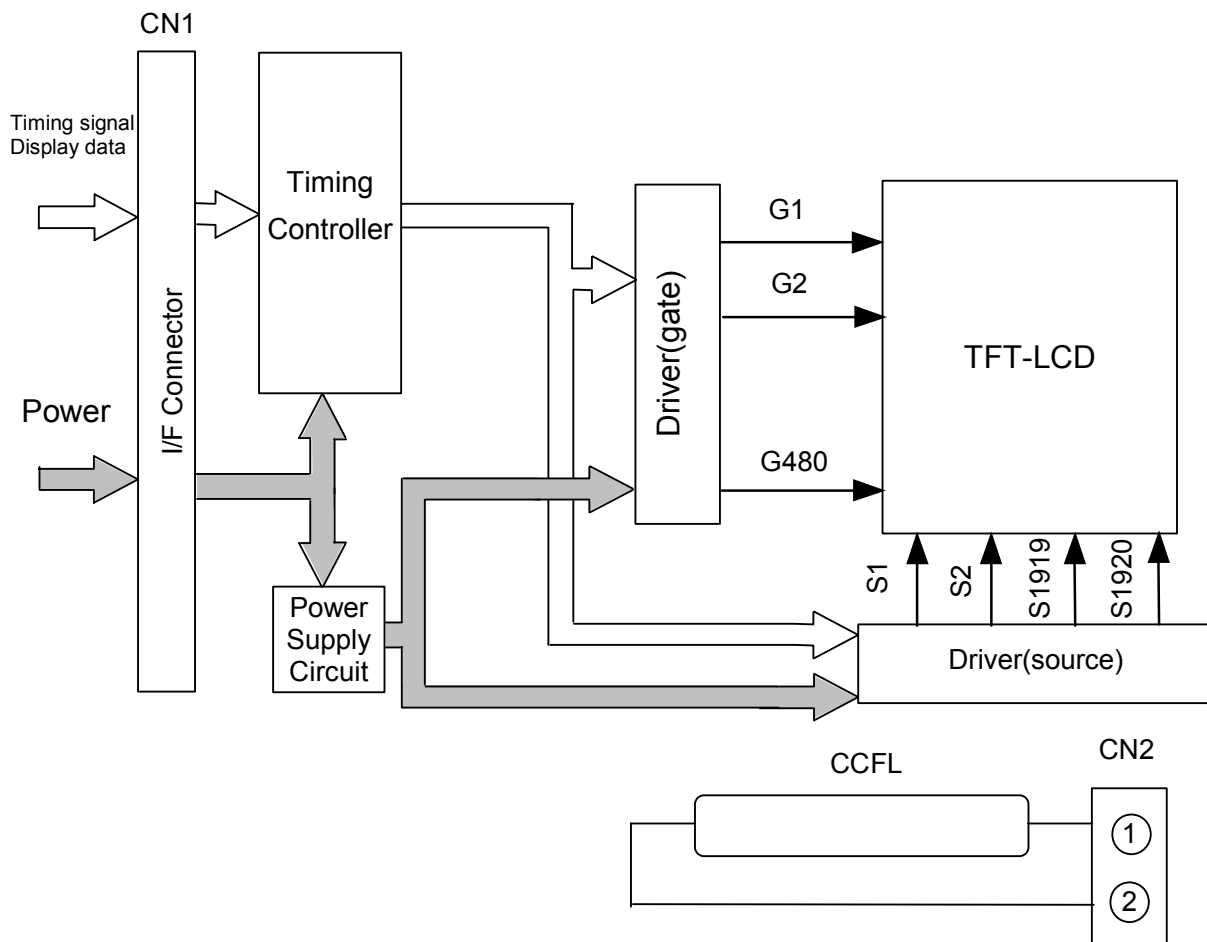 CN1
Timing signal
Display data
Power
I/F Connector
Timing
Controller
Power
Supply
Circuit
Driver(gate)
G1
G2
G480
TFT-LCD
S1
S2
S1919
S1920
Driver(source)
CCFL
CN2
1
2